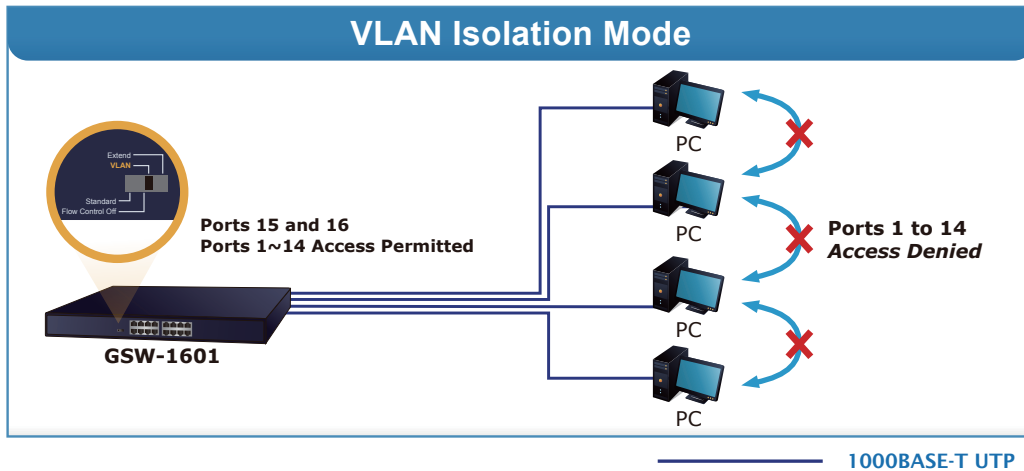 VLAN Isolation Mode
Extend
VLAN
Standard
Flow Control Off
Ports 15 and 16
Ports 1~14 Access Permitted
GSW-1601
PC
PC
PC
PC
Ports 1 to 14
Access Denied
1000BASE-T UTP